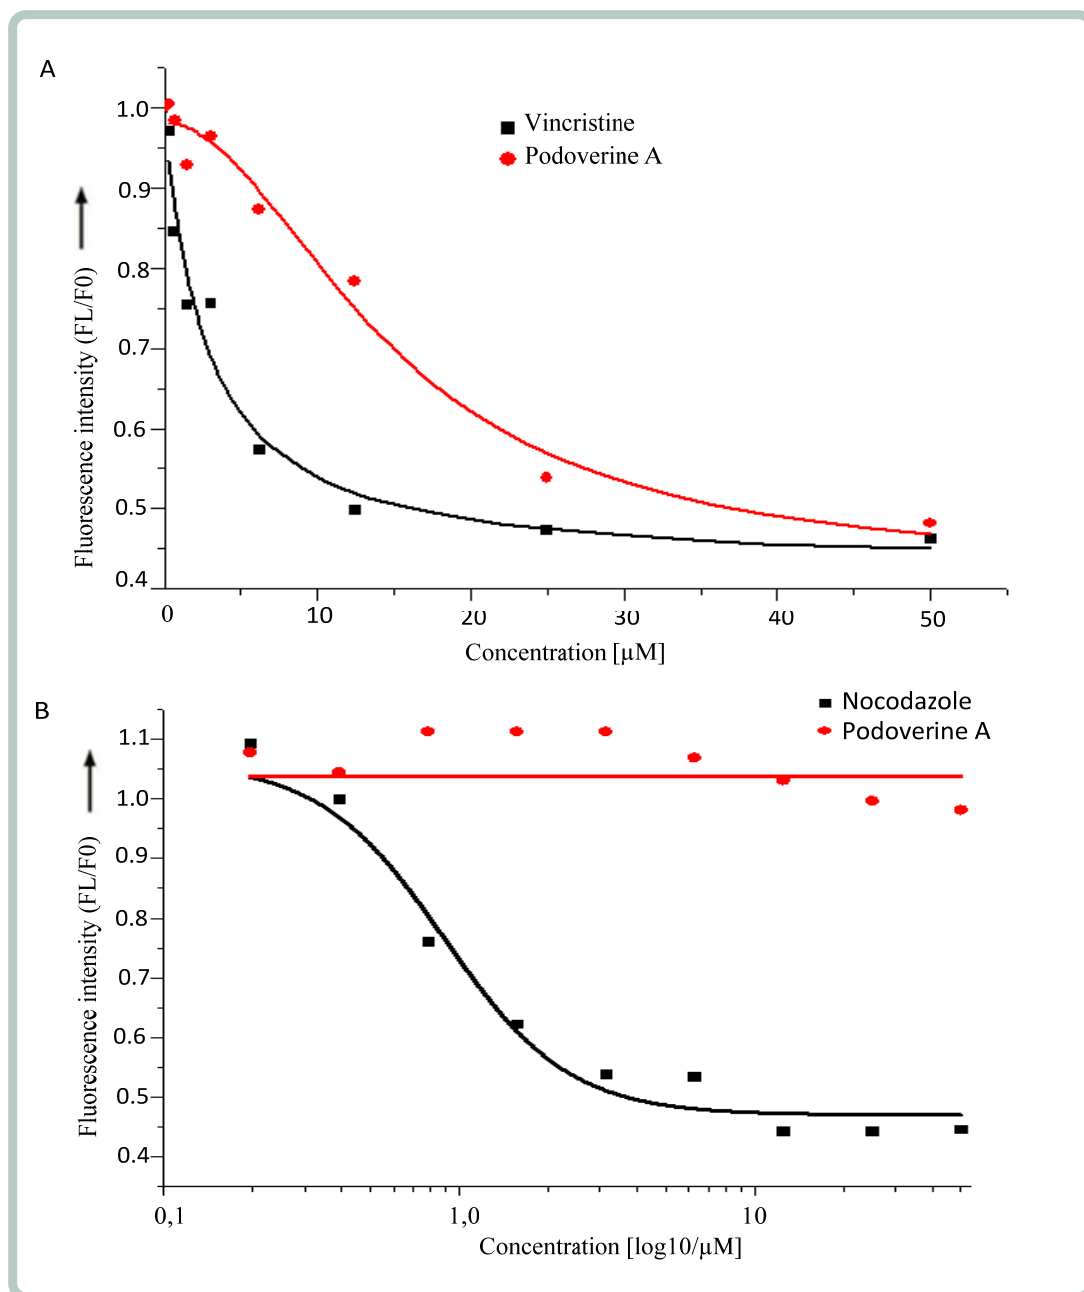 A
Vincristine
Podoverine A
1.0
0.9
0.8
0.7
0.6
0.5
0.4
Fluorescence intensity (FL/F0)
0 10 20 30 40 50
Concentration [µM]
B
Nocodazole
Podoverine A
1.1
1.0
0.9
0.8
0.7
0.6
0.5
0.4
Fluorescence intensity (FL/F0)
0,1 1,0 10
Concentration [log10/µM]